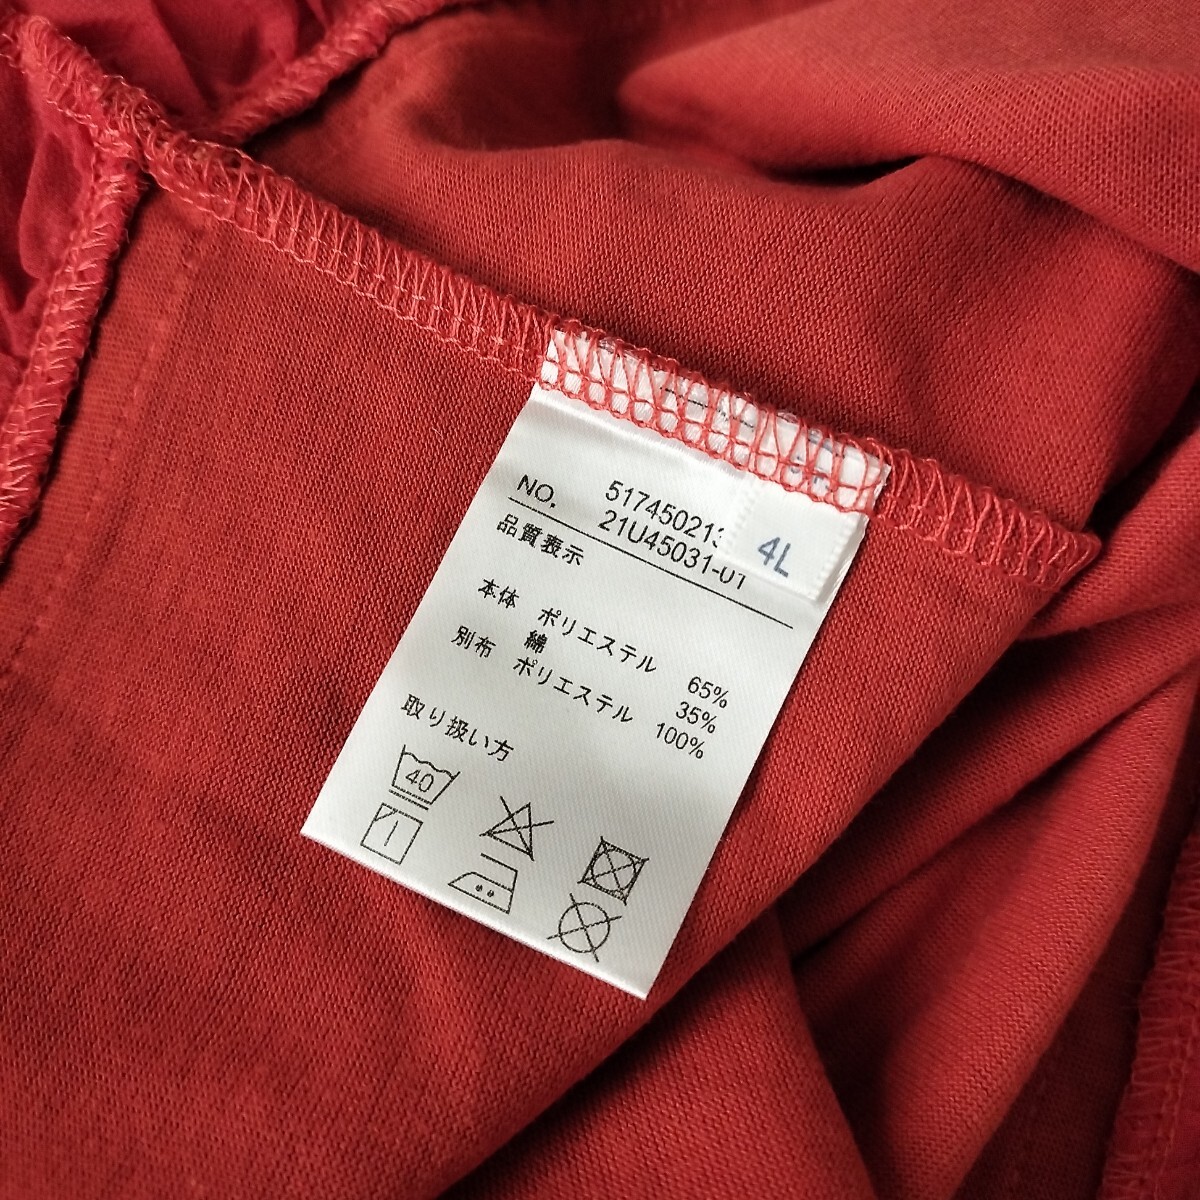 NO. 517450213
21U45031-01
4L
品質表示
本体 ポリエステル 65%
綿 35%
別布 ポリエステル 100%
取り扱い方
40